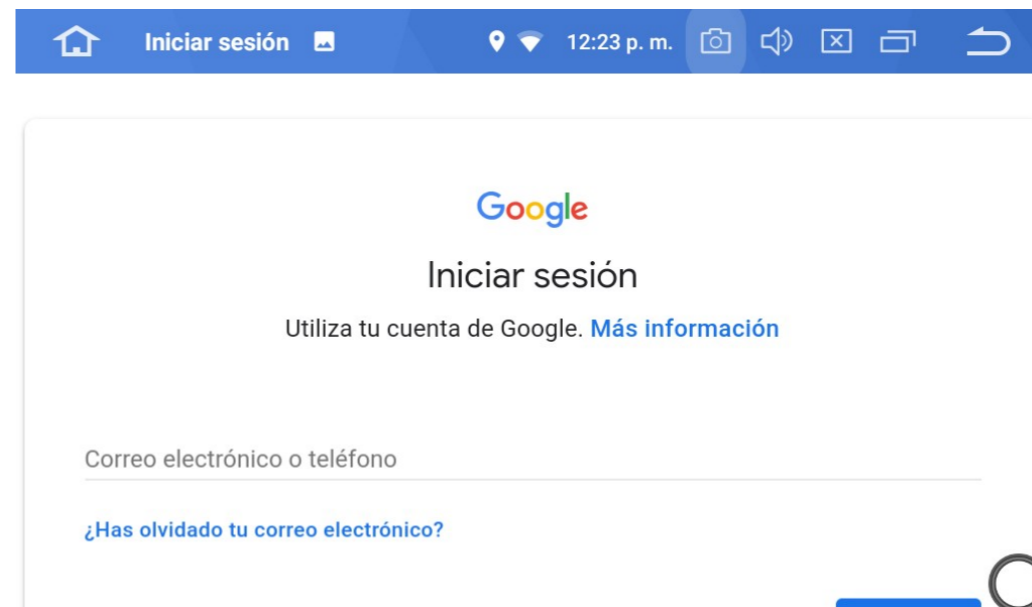 Iniciar sesión 12:23 p. m.
Google
Iniciar sesión
Utiliza tu cuenta de Google. Más información
Correo electrónico o teléfono
¿Has olvidado tu correo electrónico?